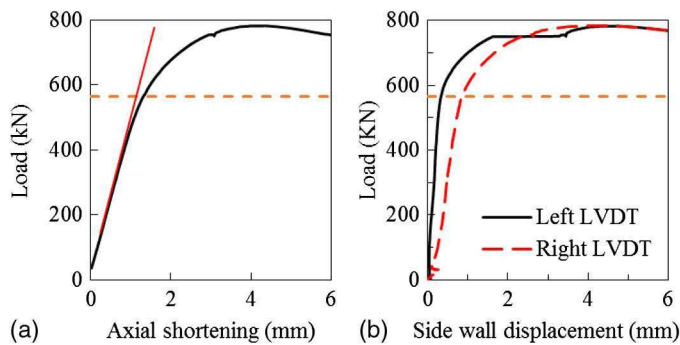 800
600
400
200
0
Load (kN)
0 2 4 6
(a) Axial shortening (mm)
800
600
400
200
0
Load (KN)
Left LVDT
Right LVDT
0 2 4 6
(b) Side wall displacement (mm)